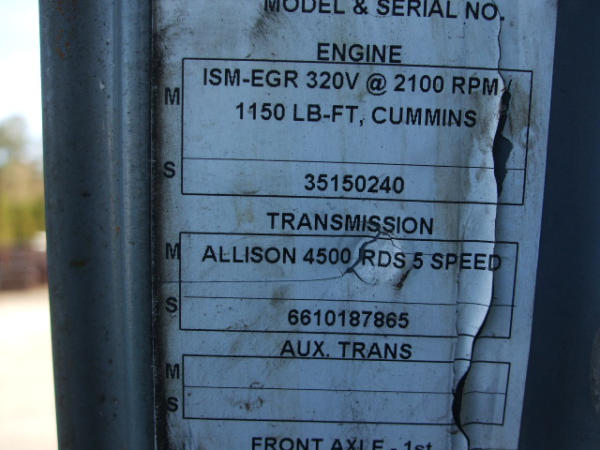 MODEL & SERIAL NO.
ENGINE
M ISM-EGR 320V @ 2100 RPM
1150 LB-FT, CUMMINS
S 35150240
TRANSMISSION
M ALLISON 4500 RDS 5 SPEED
S 6610187865
AUX. TRANS
M
S
FRONT AXLE - 1st